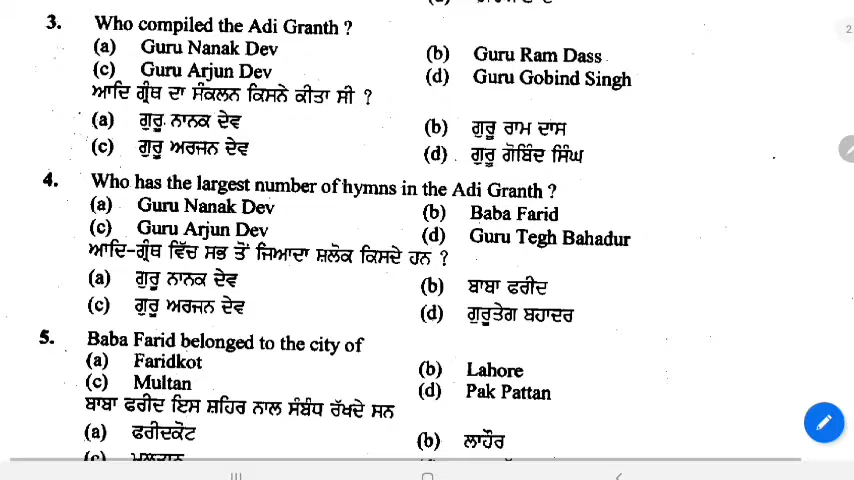 3. Who compiled the Adi Granth ?
(a) Guru Nanak Dev (b) Guru Ram Dass
(c) Guru Arjun Dev (d) Guru Gobind Singh
ਆਦਿ ਗ੍ਰੰਥ ਦਾ ਸੰਕਲਨ ਕਿਸਨੇ ਕੀਤਾ ਸੀ ?
(a) ਗੁਰੂ ਨਾਨਕ ਦੇਵ (b) ਗੁਰੂ ਰਾਮ ਦਾਸ
(c) ਗੁਰੂ ਅਰਜਨ ਦੇਵ (d) ਗੁਰੂ ਗੋਬਿੰਦ ਸਿੰਘ
4. Who has the largest number of hymns in the Adi Granth ?
(a) Guru Nanak Dev (b) Baba Farid
(c) Guru Arjun Dev (d) Guru Tegh Bahadur
ਆਦਿ-ਗ੍ਰੰਥ ਵਿੱਚ ਸਭ ਤੋਂ ਜਿਆਦਾ ਸ਼ਲੋਕ ਕਿਸਦੇ ਹਨ ?
(a) ਗੁਰੂ ਨਾਨਕ ਦੇਵ (b) ਬਾਬਾ ਫਰੀਦ
(c) ਗੁਰੂ ਅਰਜਨ ਦੇਵ (d) ਗੁਰੂਤੇਗ ਬਹਾਦਰ
5. Baba Farid belonged to the city of
(a) Faridkot (b) Lahore
(c) Multan (d) Pak Pattan
ਬਾਬਾ ਫਰੀਦ ਇਸ ਸ਼ਹਿਰ ਨਾਲ ਸੰਬੰਧ ਰੱਖਦੇ ਸਨ
(a) ਫਰੀਦਕੋਟ (b) ਲਾਹੌਰ
2